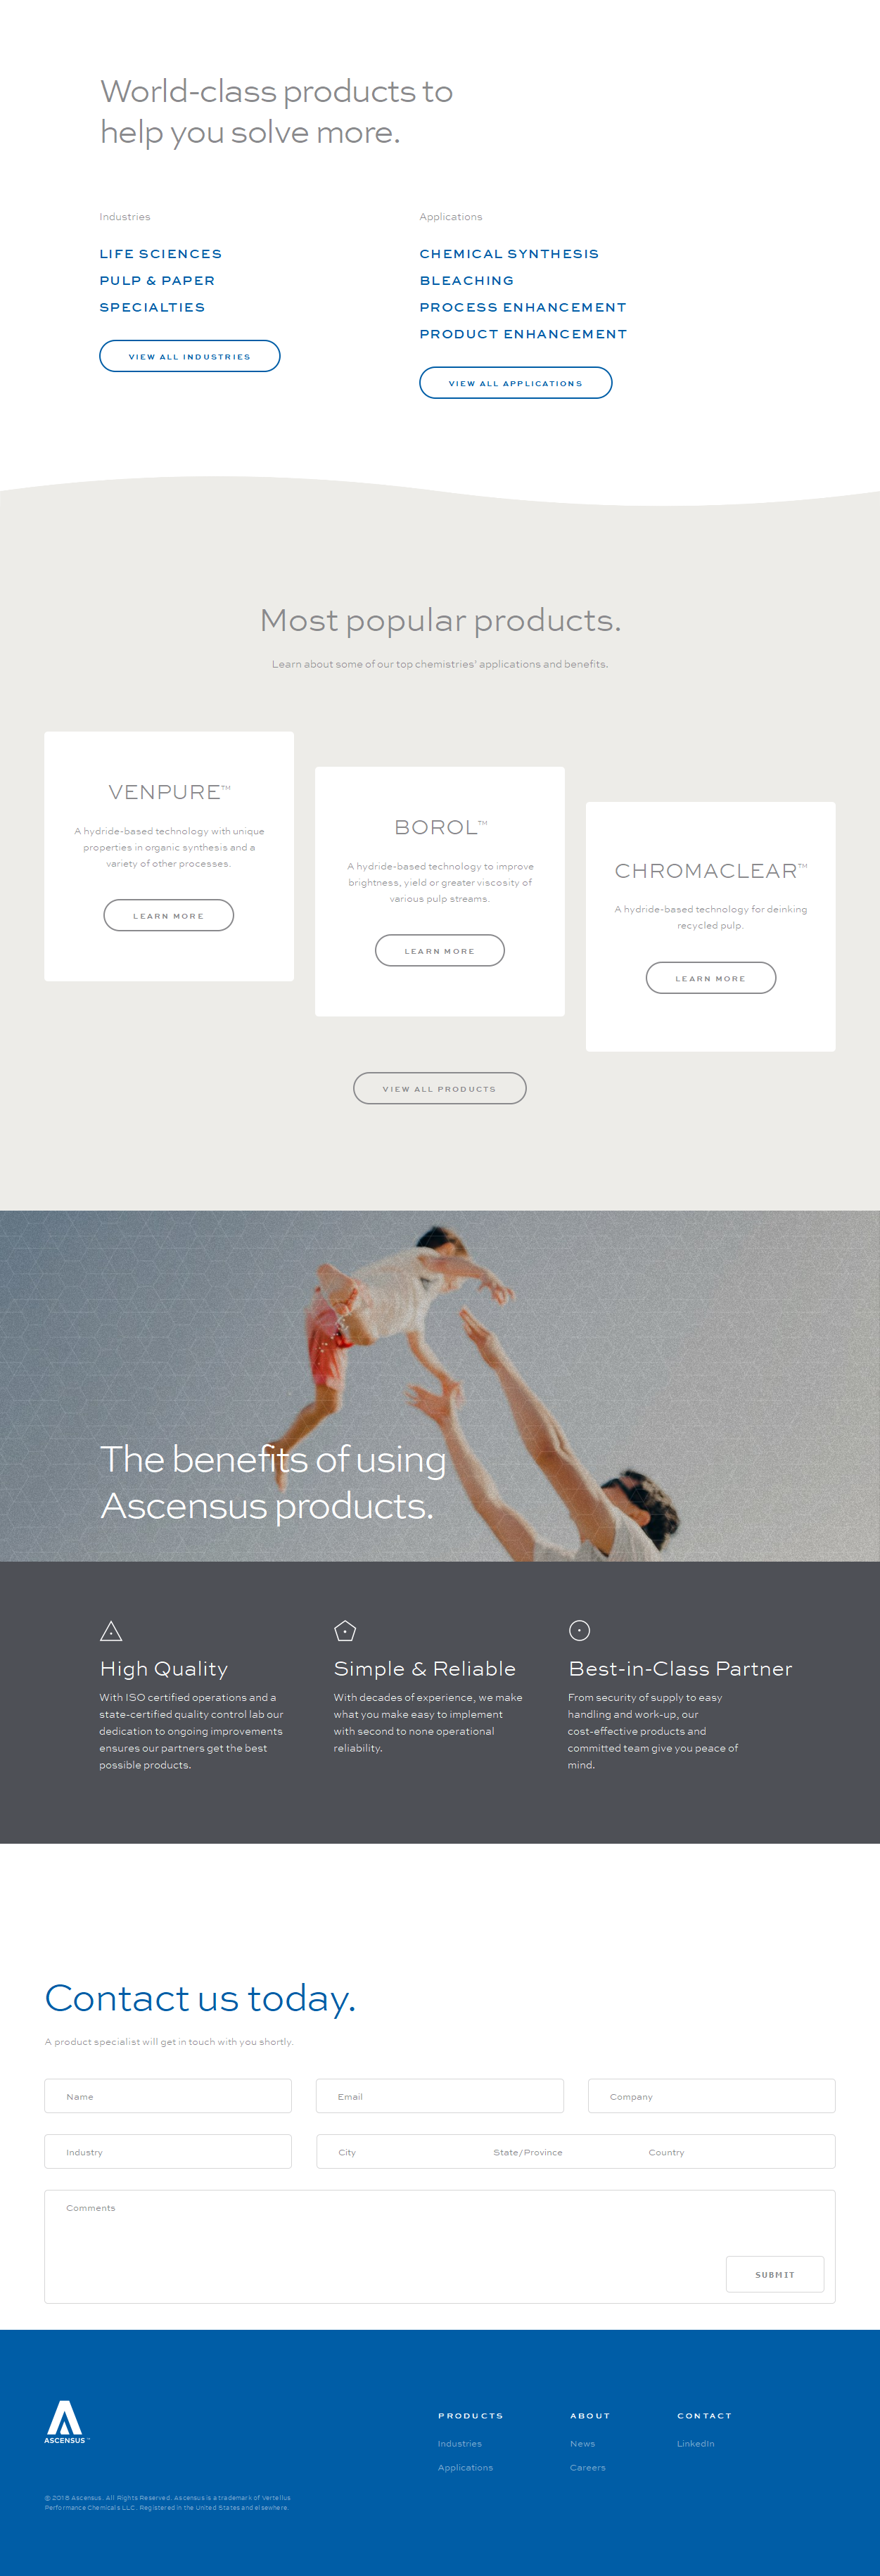 World-class products to
help you solve more.
Industries
LIFE SCIENCES
PULP & PAPER
SPECIALTIES
VIEW ALL INDUSTRIES
Applications
CHEMICAL SYNTHESIS
BLEACHING
PROCESS ENHANCEMENT
PRODUCT ENHANCEMENT
VIEW ALL APPLICATIONS
Most popular products.
Learn about some of our top chemistries' applications and benefits.
VENPURE™
A hydride-based technology with unique
properties in organic synthesis and a
variety of other processes.
LEARN MORE
BOROL™
A hydride-based technology to improve
brightness, yield or greater viscosity of
various pulp streams.
LEARN MORE
CHROMACLEAR™
A hydride-based technology for deinking
recycled pulp.
LEARN MORE
VIEW ALL PRODUCTS
The benefits of using
Ascensus products.
High Quality
With ISO certified operations and a
state-certified quality control lab our
dedication to ongoing improvements
ensures our partners get the best
possible products.
Simple & Reliable
With decades of experience, we make
what you make easy to implement
with second to none operational
reliability.
Best-in-Class Partner
From security of supply to easy
handling and work-up, our
cost-effective products and
committed team give you peace of
mind.
Contact us today.
A product specialist will get in touch with you shortly.
Name
Email
Company
Industry
City
State/Province
Country
Comments
SUBMIT
ASCENSUS™
PRODUCTS
Industries
Applications
ABOUT
News
Careers
CONTACT
LinkedIn
© 2018 Ascensus. All Rights Reserved. Ascensus is a trademark of Vertellus
Performance Chemicals LLC. Registered in the United States and elsewhere.